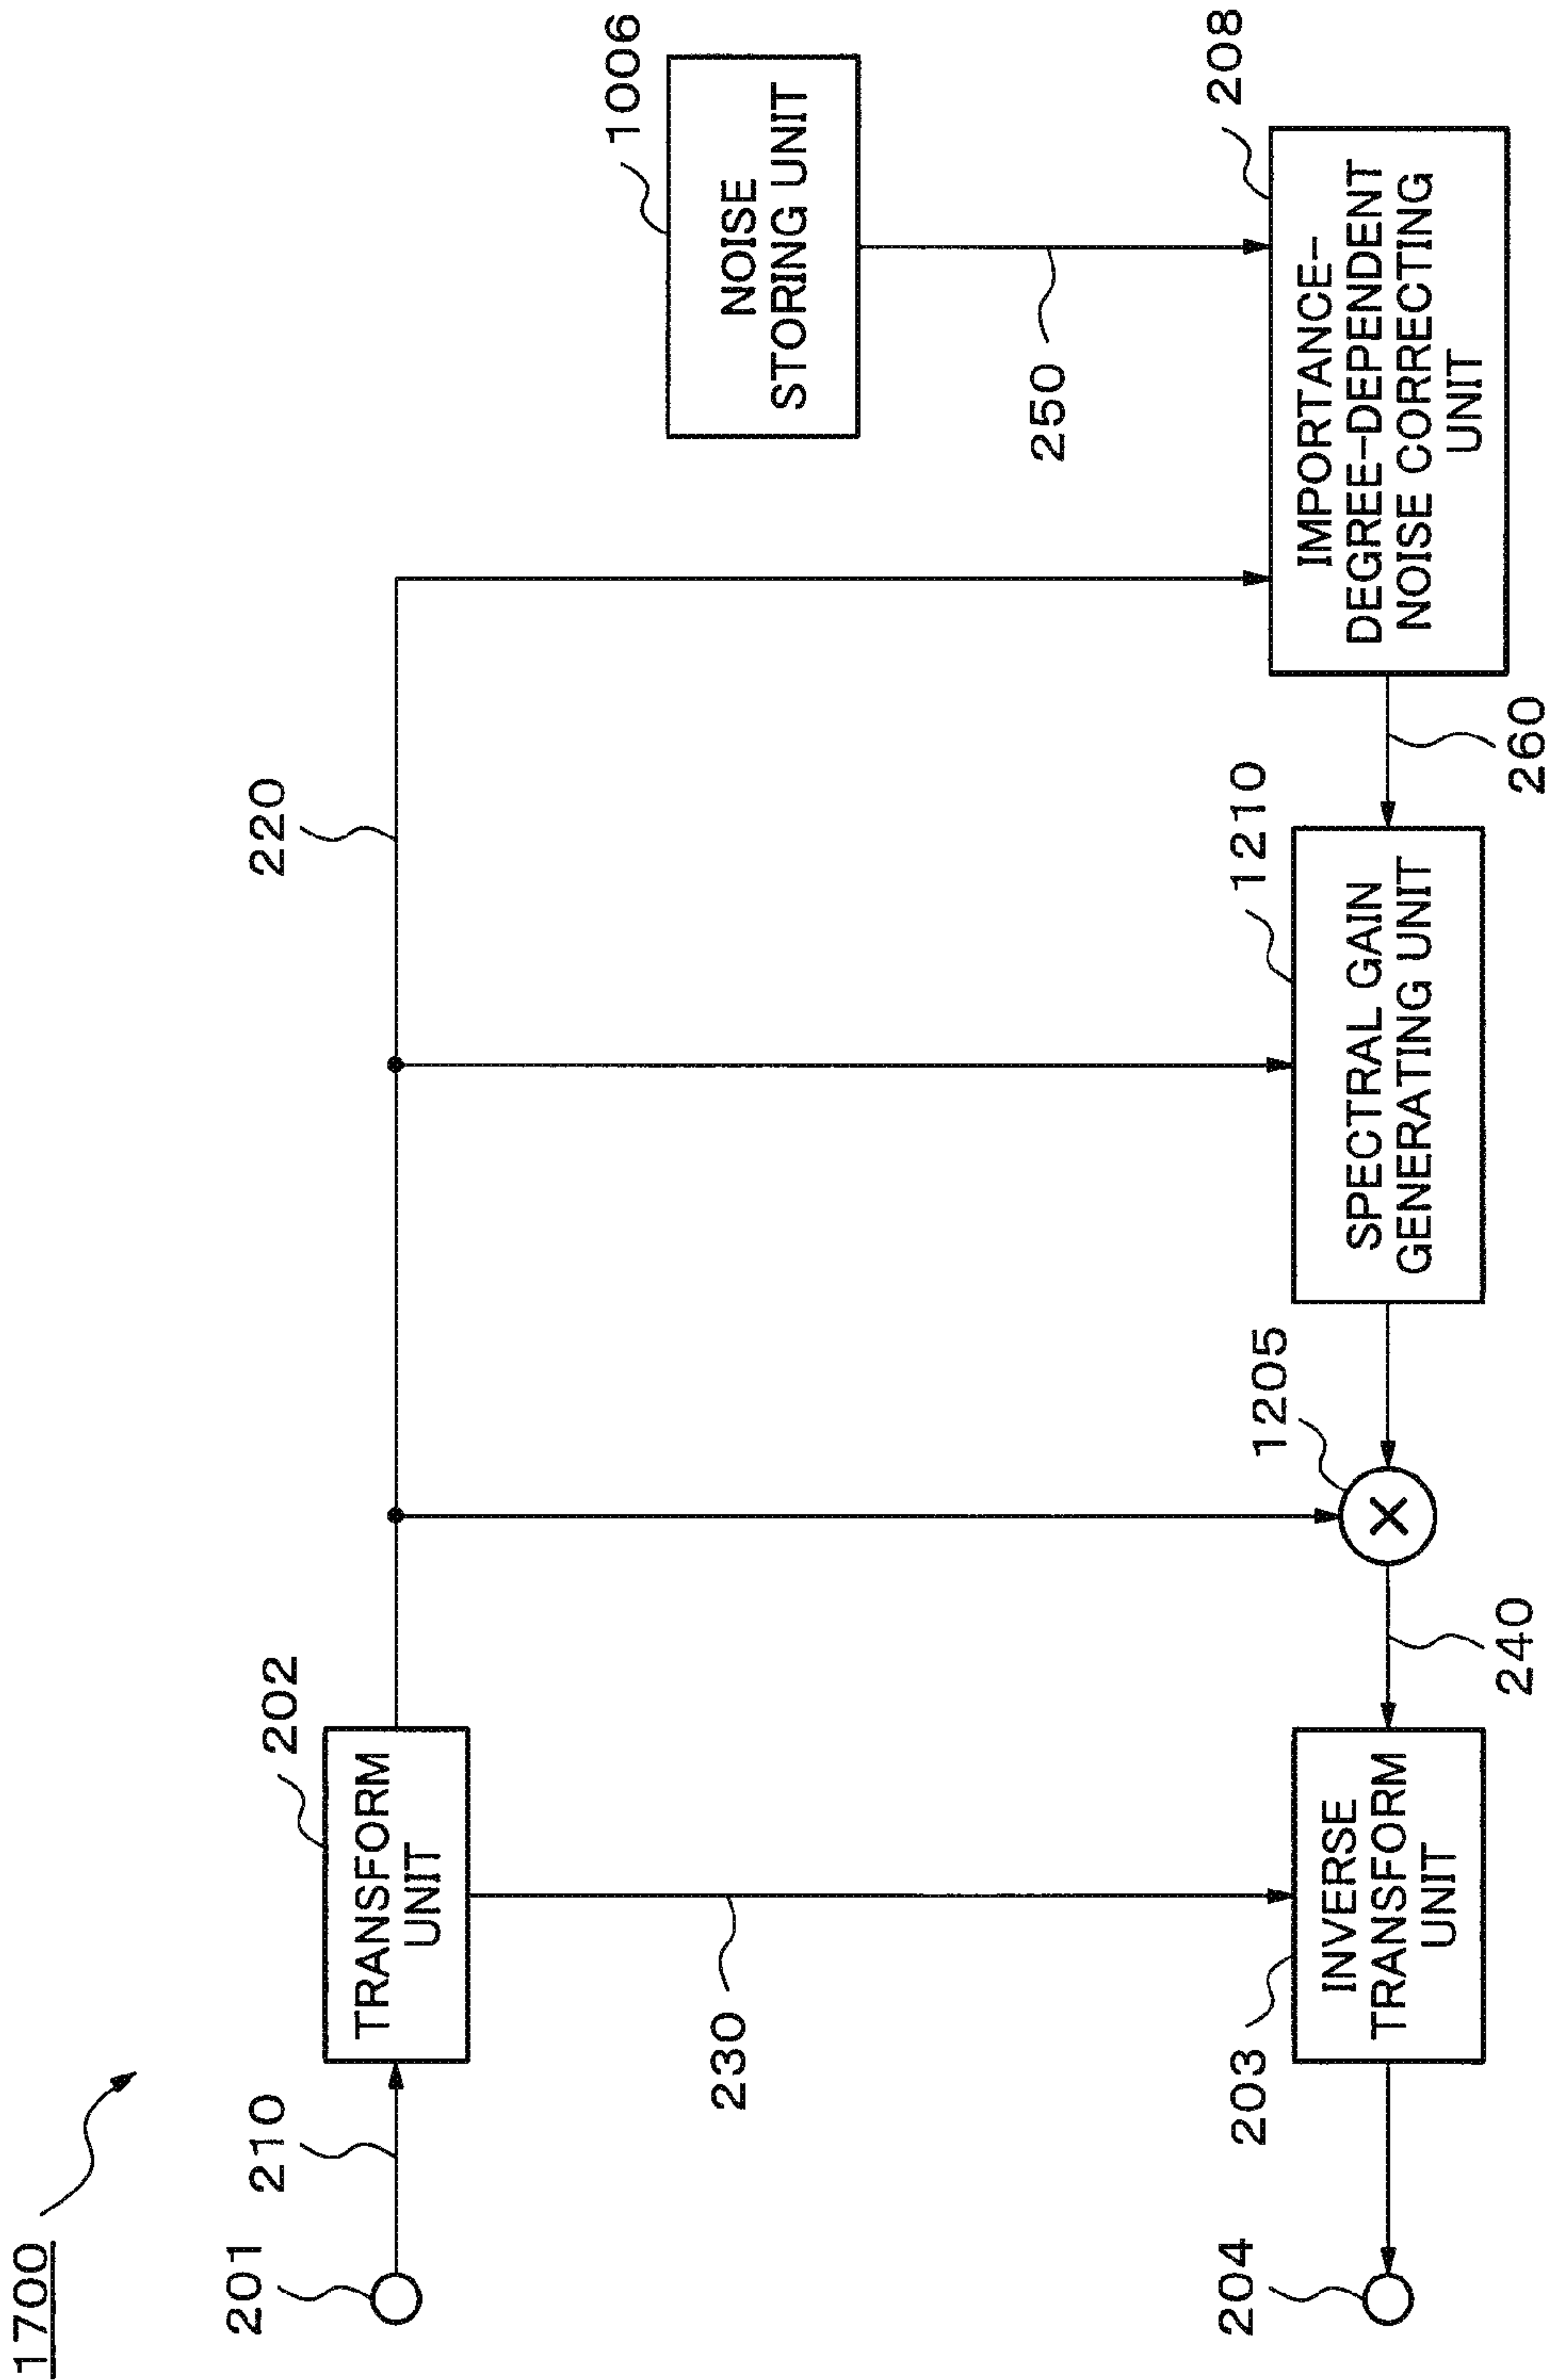 1700
201
210
TRANSFORM
UNIT
202
220
230
NOISE
STORING UNIT
1006
250
204
203
INVERSE
TRANSFORM
UNIT
240
1205
×
SPECTRAL GAIN
GENERATING UNIT
1210
260
IMPORTANCE-
DEGREE-DEPENDENT
NOISE CORRECTING
UNIT
208